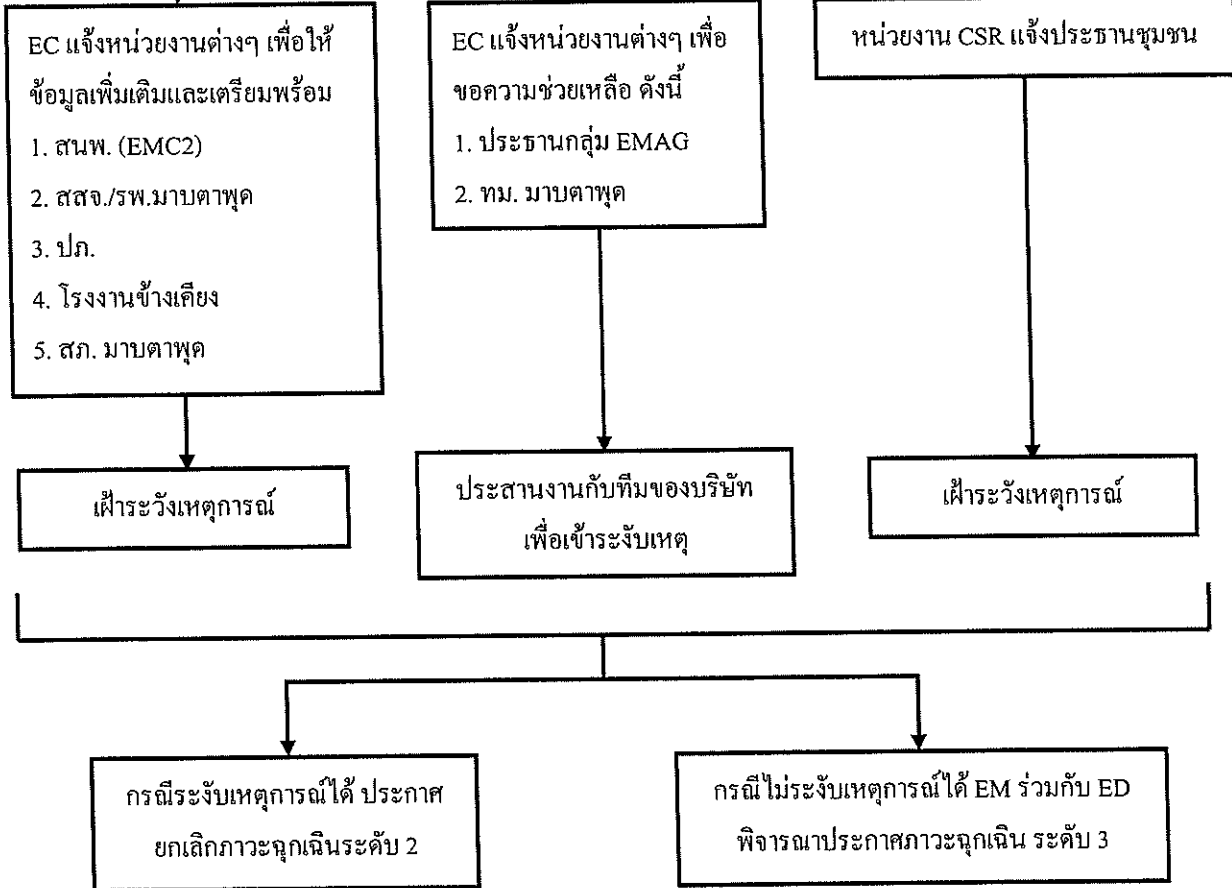 EC แจ้งหน่วยงานต่างๆ เพื่อให้
ข้อมูลเพิ่มเติมและเตรียมพร้อม
1. สนพ. (EMC2)
2. สสจ./รพ.มาบตาพุด
3. ปภ.
4. โรงงานข้างเคียง
5. สภ. มาบตาพุด
EC แจ้งหน่วยงานต่างๆ เพื่อ
ขอความช่วยเหลือ ดังนี้
1. ประธานกลุ่ม EMAG
2. ทม. มาบตาพุด
หน่วยงาน CSR แจ้งประธานชุมชน
เฝ้าระวังเหตุการณ์
ประสานงานกับทีมของบริษัท
เพื่อเข้าระงับเหตุ
เฝ้าระวังเหตุการณ์
กรณีระงับเหตุการณ์ได้ ประกาศ
ยกเลิกภาวะฉุกเฉินระดับ 2
กรณีไม่ระงับเหตุการณ์ได้ EM ร่วมกับ ED
พิจารณาประกาศภาวะฉุกเฉิน ระดับ 3